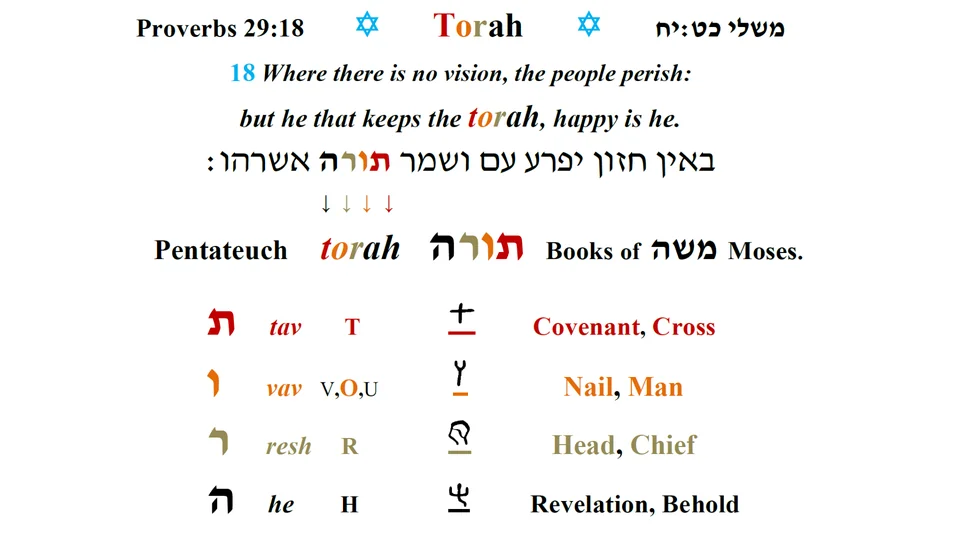 Proverbs 29:18 ✡ Torah ✡ משלי כט:יח
18 Where there is no vision, the people perish:
but he that keeps the torah, happy is he.
באין חזון יפרע עם ושמר תורה אשרהו:
↓ ↓ ↓ ↓
Pentateuch torah תורה Books of משה Moses.
ת tav T Covenant, Cross
ו vav V,O,U Nail, Man
ר resh R Head, Chief
ה he H Revelation, Behold